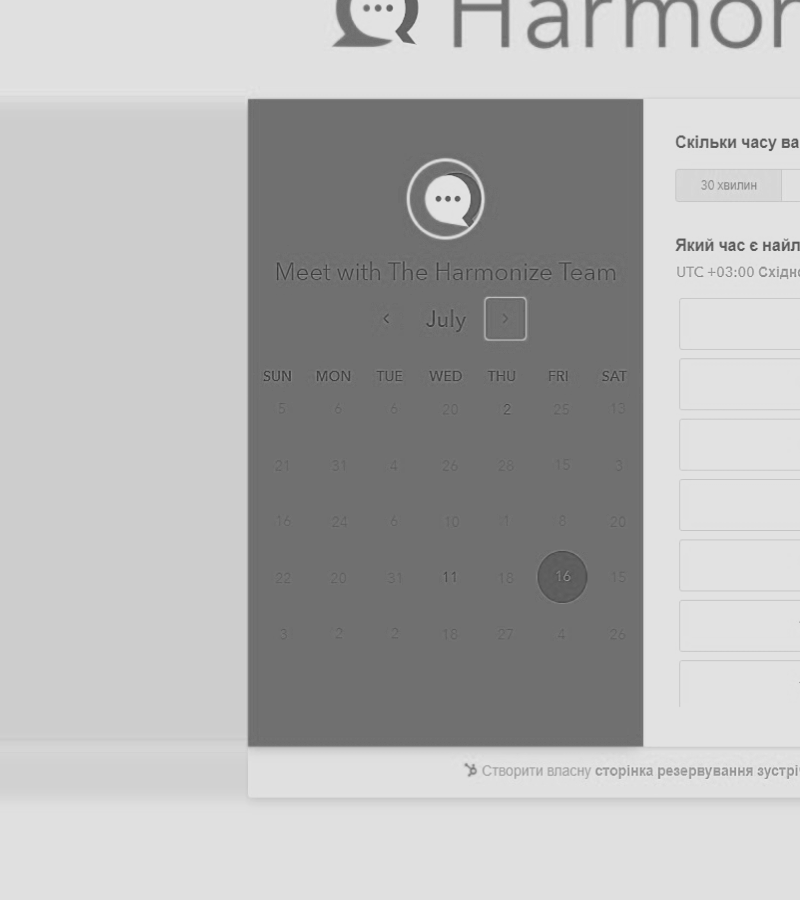 Harmon
Meet with The Harmonize Team
July
SUN MON TUE WED THU FRI SAT
5 6 6 20 2 25 13
21 31 4 26 28 15 3
16 24 6 10 1 8 20
22 20 31 11 18 16 15
3 2 2 18 27 4 26
Скільки часу ва
30 хвилин
Який час є найл
UTC +03:00 Східно
Створити власну сторінка резервування зустрі